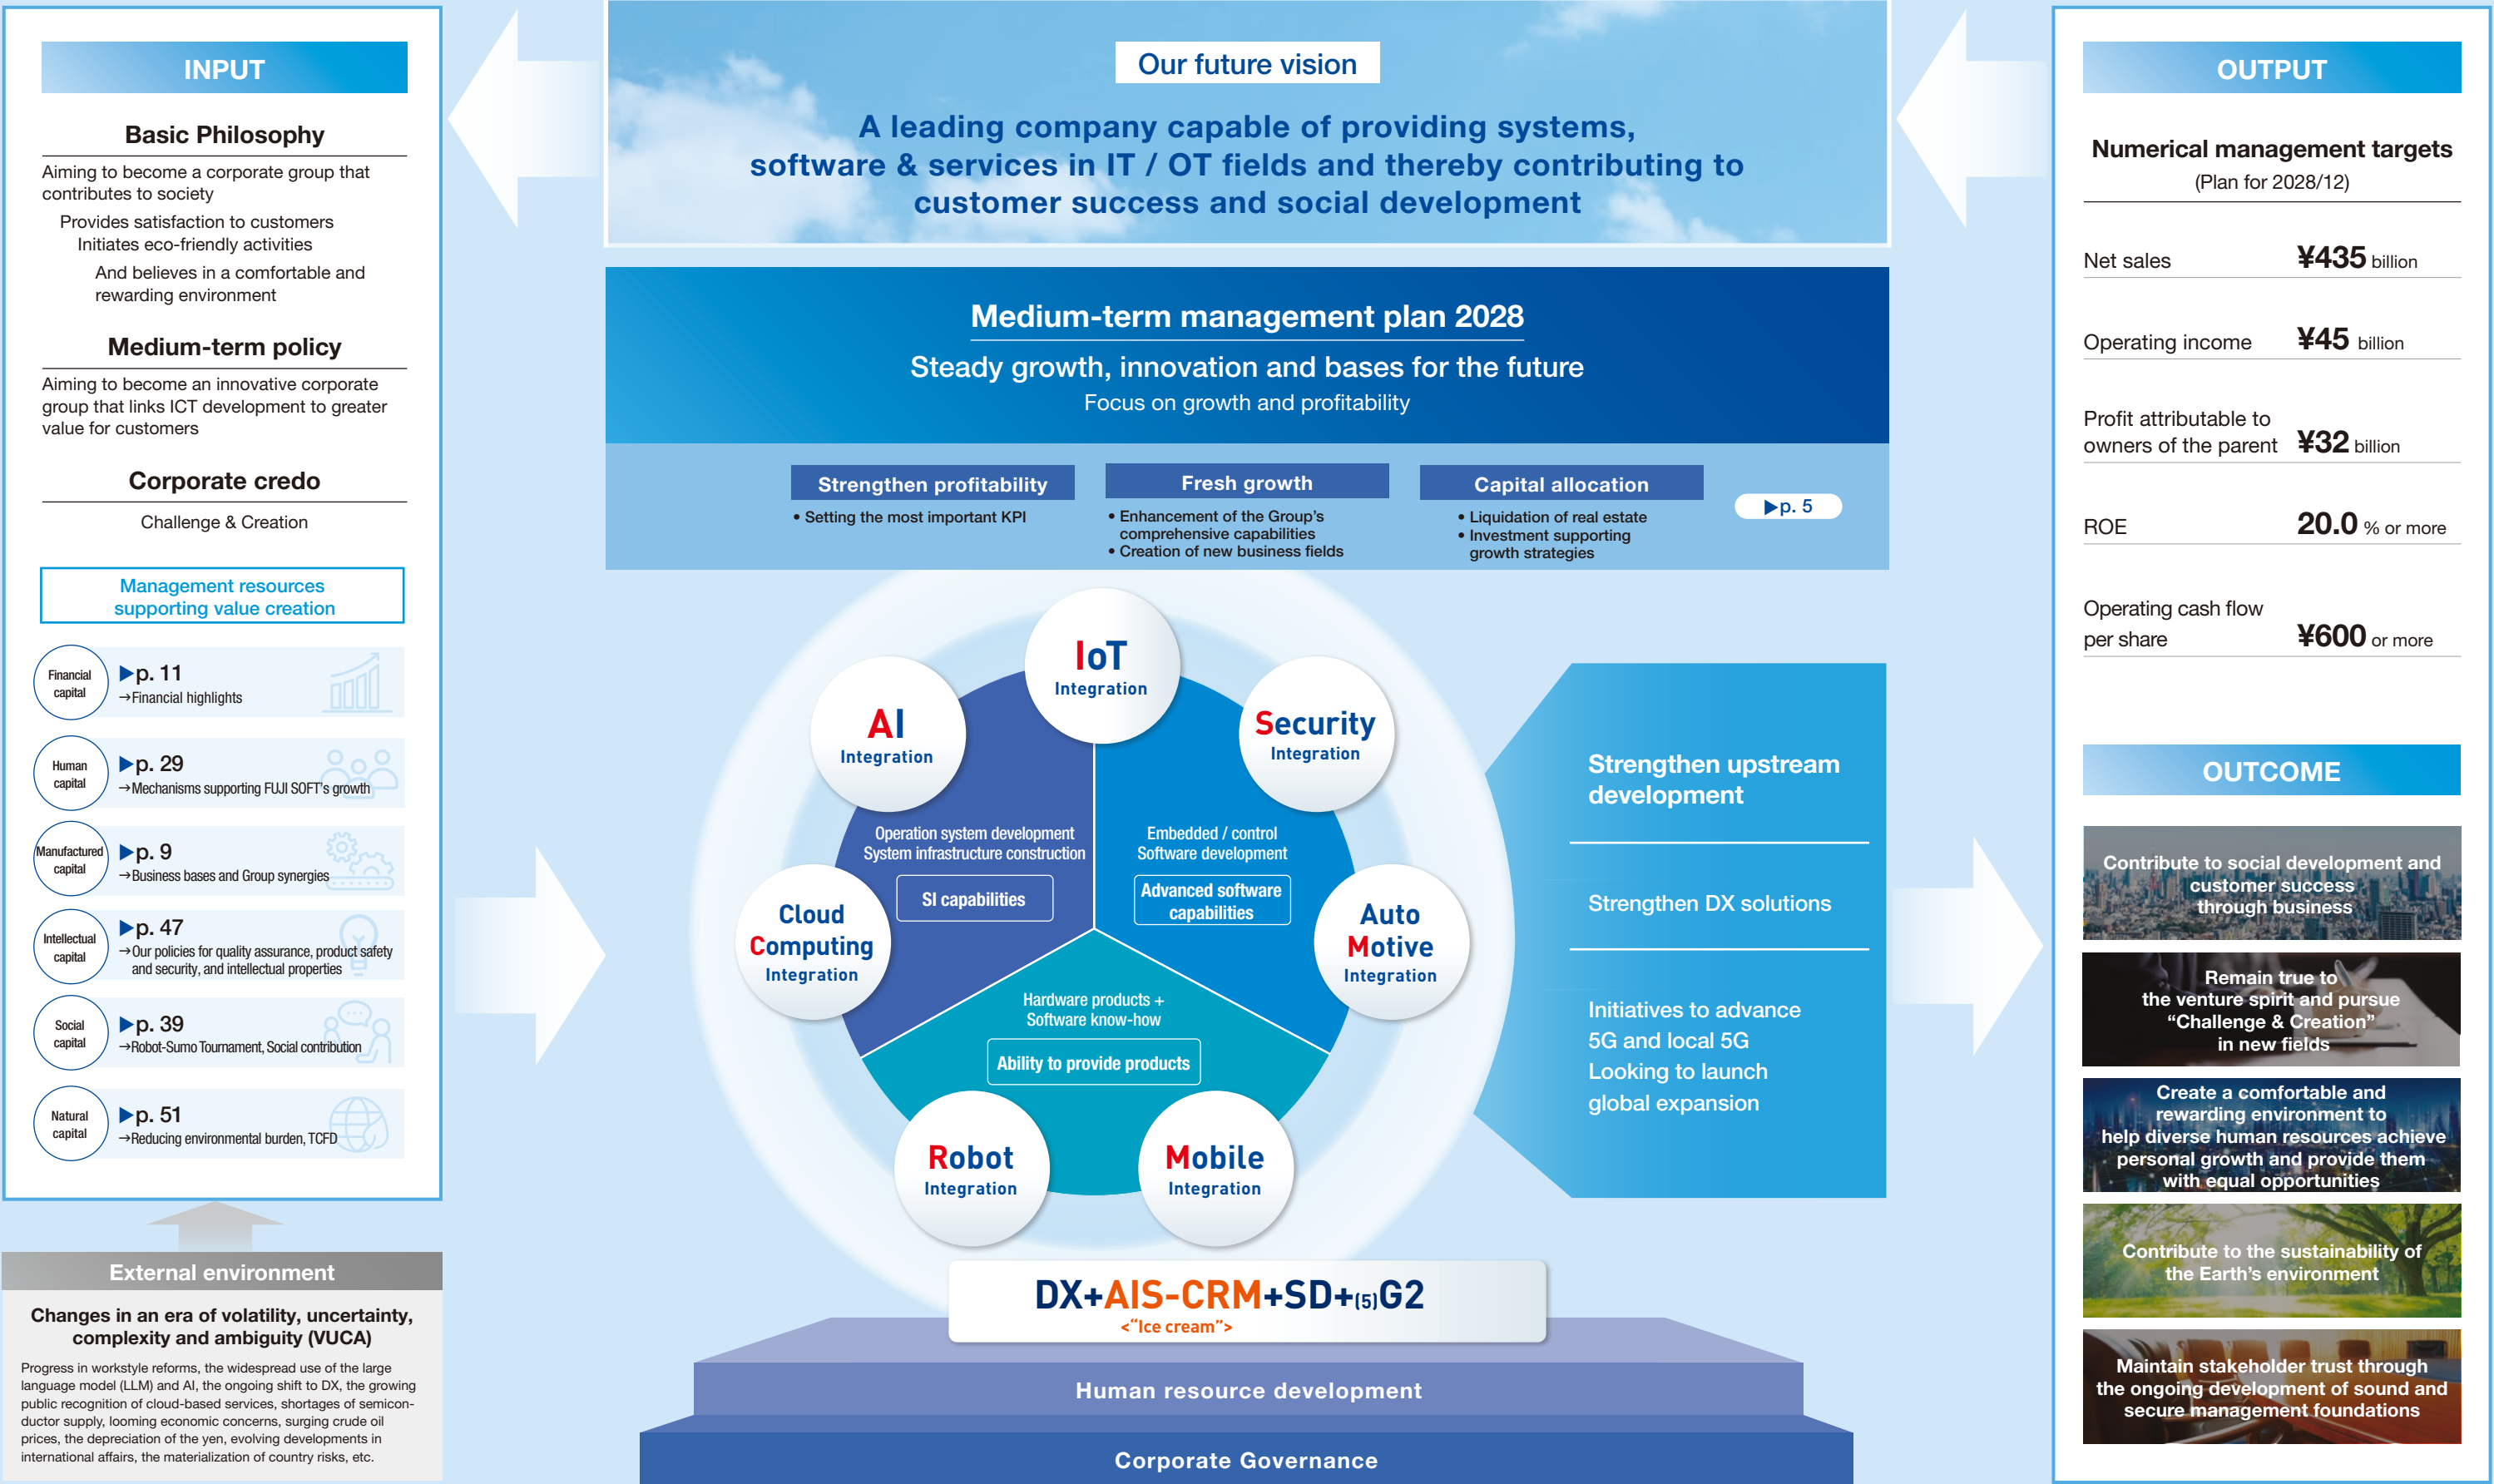 INPUT
Basic Philosophy
Aiming to become a corporate group that
contributes to society
Provides satisfaction to customers
Initiates eco-friendly activities
And believes in a comfortable and
rewarding environment
Medium-term policy
Aiming to become an innovative corporate
group that links ICT development to greater
value for customers
Corporate credo
Challenge & Creation
Management resources
supporting value creation
Financial
capital
▶p. 11
→Financial highlights
Human
capital
▶p. 29
→Mechanisms supporting FUJI SOFT's growth
Manufactured
capital
▶p. 9
→Business bases and Group synergies
Intellectual
capital
▶p. 47
→Our policies for quality assurance, product safety
and security, and intellectual properties
Social
capital
▶p. 39
→Robot-Sumo Tournament, Social contribution
Natural
capital
▶p. 51
→Reducing environmental burden, TCFD
External environment
Changes in an era of volatility, uncertainty,
complexity and ambiguity (VUCA)
Progress in workstyle reforms, the widespread use of the large
language model (LLM) and AI, the ongoing shift to DX, the growing
public recognition of cloud-based services, shortages of semicon-
ductor supply, looming economic concerns, surging crude oil
prices, the depreciation of the yen, evolving developments in
international affairs, the materialization of country risks, etc.
Our future vision
A leading company capable of providing systems,
software & services in IT / OT fields and thereby contributing to
customer success and social development
Medium-term management plan 2028
Steady growth, innovation and bases for the future
Focus on growth and profitability
Strengthen profitability
• Setting the most important KPI
Fresh growth
• Enhancement of the Group's
comprehensive capabilities
• Creation of new business fields
Capital allocation
• Liquidation of real estate
• Investment supporting
growth strategies
▶p. 5
IoT
Integration
AI
Integration
Security
Integration
Operation system development
System infrastructure construction
SI capabilities
Embedded / control
Software development
Advanced software
capabilities
Cloud
Computing
Integration
Auto
Motive
Integration
Hardware products +
Software know-how
Ability to provide products
Robot
Integration
Mobile
Integration
Strengthen upstream
development
Strengthen DX solutions
Initiatives to advance
5G and local 5G
Looking to launch
global expansion
DX+AIS-CRM+SD+(5)G2
<"Ice cream">
Human resource development
Corporate Governance
OUTPUT
Numerical management targets
(Plan for 2028/12)
Net sales ¥435 billion
Operating income ¥45 billion
Profit attributable to
owners of the parent ¥32 billion
ROE 20.0 % or more
Operating cash flow
per share ¥600 or more
OUTCOME
Contribute to social development and
customer success
through business
Remain true to
the venture spirit and pursue
“Challenge & Creation”
in new fields
Create a comfortable and
rewarding environment to
help diverse human resources achieve
personal growth and provide them
with equal opportunities
Contribute to the sustainability of
the Earth's environment
Maintain stakeholder trust through
the ongoing development of sound and
secure management foundations